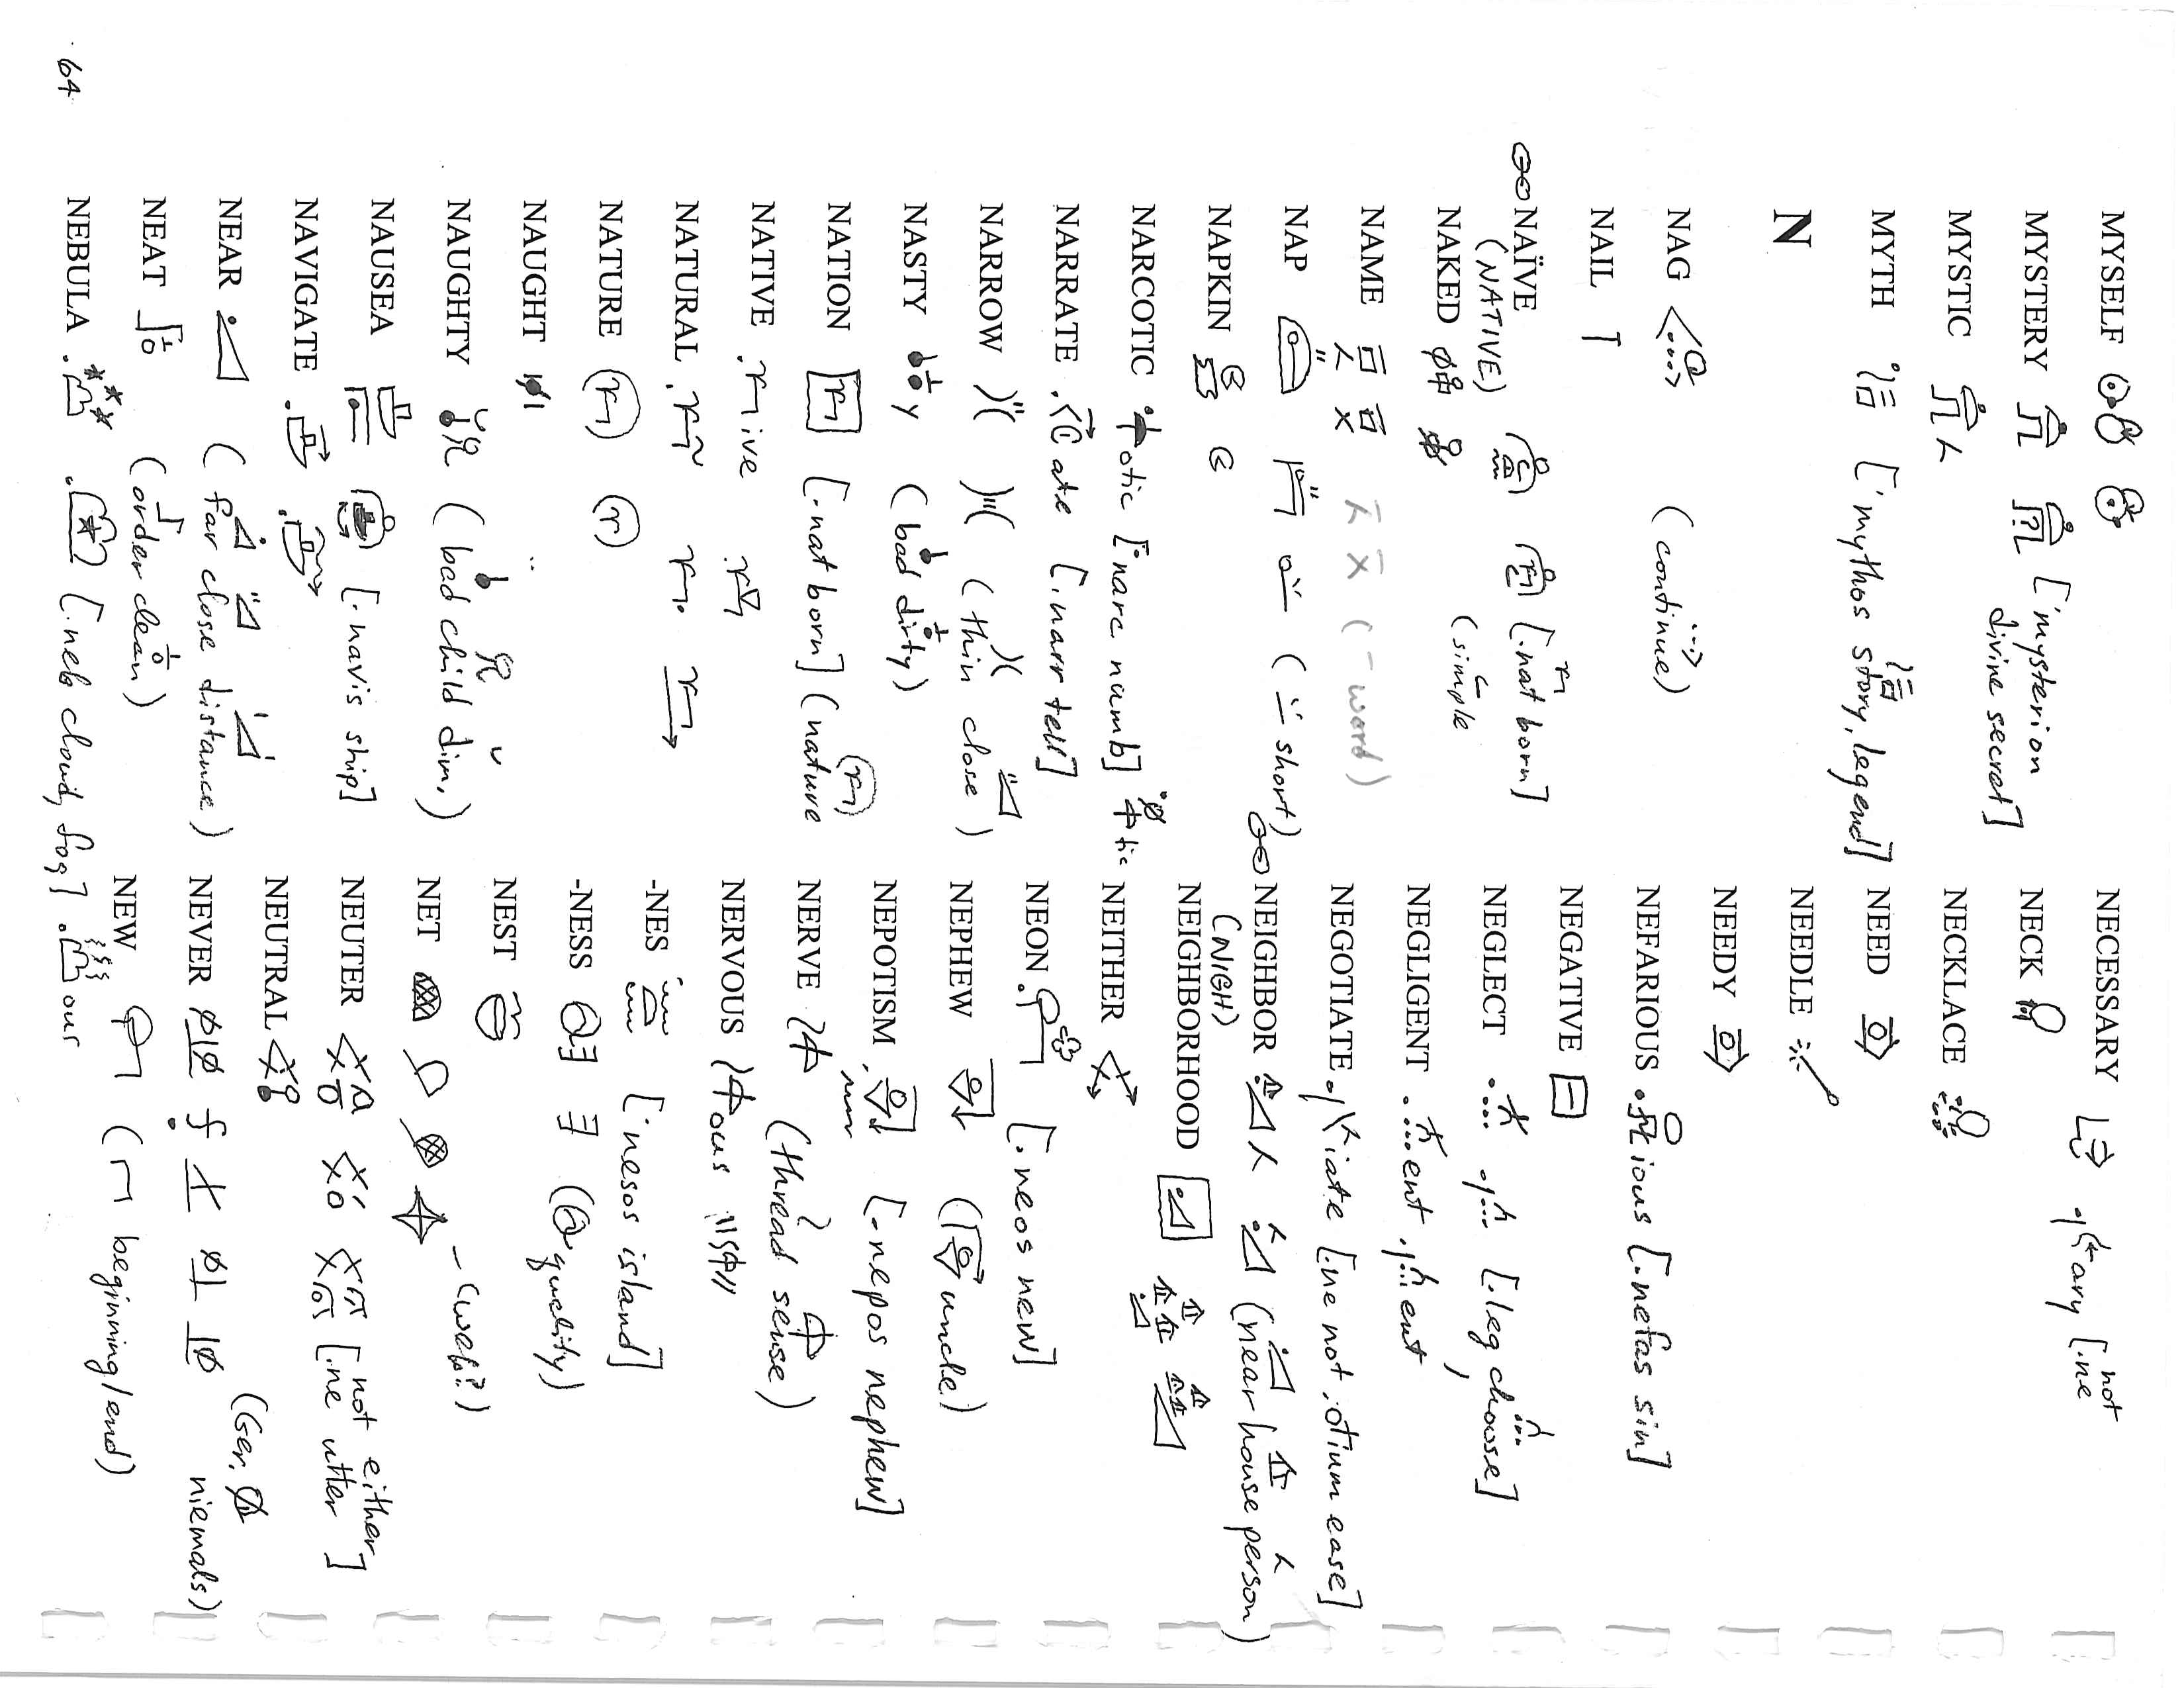 MYSELF
MYSTERY [·mysterion
divine secret]
MYSTIC
MYTH [·mythos story, legend]
N
NAG (continue)
NAIL
NAÏVE [·nat born]
(NATIVE) (simple
NAKED
NAME (- word)
NAP (short)
NAPKIN
NARCOTIC otic [·narc numb] tic
NARRATE ate [·narr tell]
NARROW (thin close)
NASTY y (bad dirty)
NATION [·nat born] (nature
NATIVE ive
NATURAL
NATURE
NAUGHT
NAUGHTY (bad child dim.)
NAUSEA [·navis ship]
NAVIGATE
NEAR (far close distance)
NEAT (order clean)
NEBULA [·neb cloud, fog] ous
64
NECESSARY ary [·ne not
NECK
NECKLACE
NEED
NEEDLE
NEEDY
NEFARIOUS ious [·nefas sin]
NEGATIVE
NEGLECT [·leg choose]
NEGLIGENT ent ent
NEGOTIATE iate [·ne not ·otium ease]
NEIGHBOR (near house person)
(NIGH)
NEIGHBORHOOD
NEITHER
NEON [·neos new]
NEPHEW (uncle)
NEPOTISM [·nepos nephew]
NERVE (thread sense)
NERVOUS ous
-NES [·nesos island]
-NESS (quality)
NEST
NET (web?)
NEUTER [·ne not utter either]
NEUTRAL
NEVER (Ger. niemals)
NEW (beginning/end)